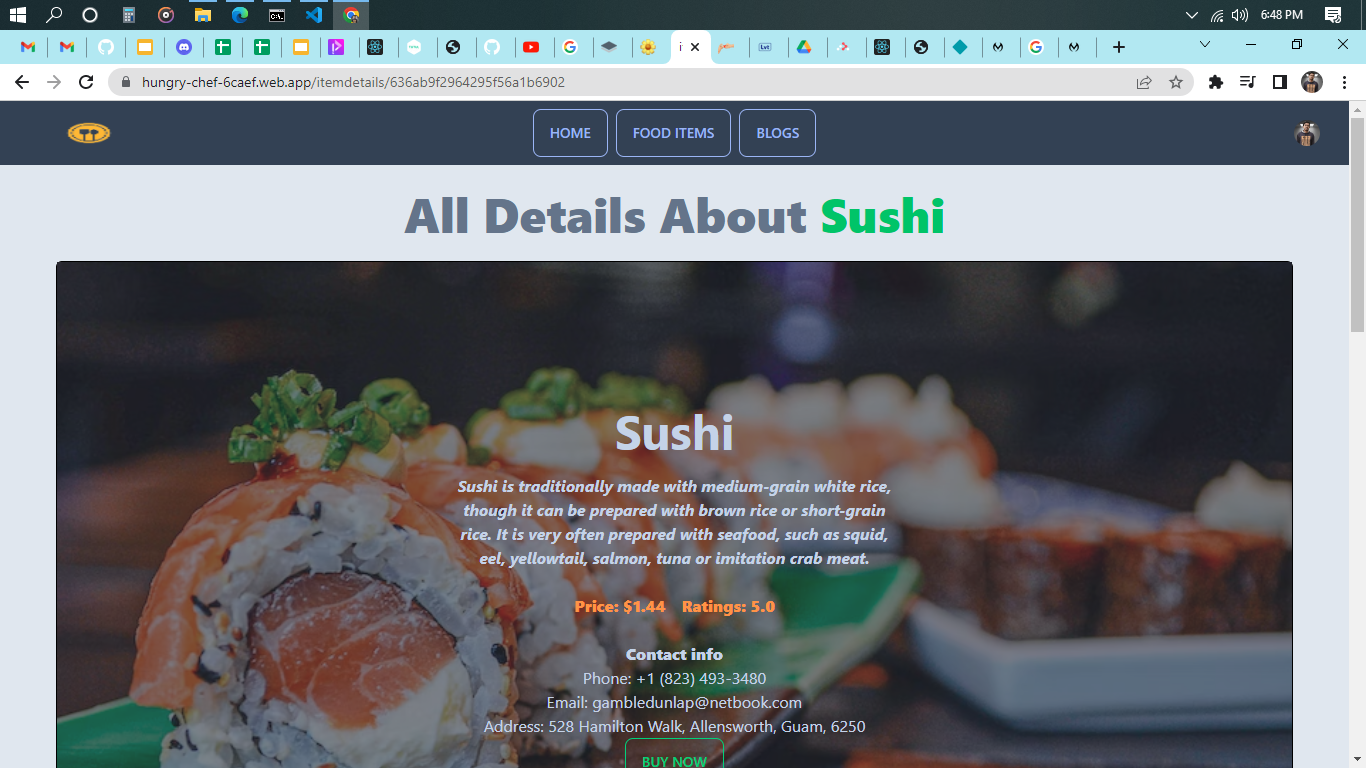 6:48 PM
hungry-chef-6caef.web.app/itemdetails/636ab9f2964295f56a1b6902
HOME FOOD ITEMS BLOGS
All Details About Sushi
Sushi
Sushi is traditionally made with medium-grain white rice,
though it can be prepared with brown rice or short-grain
rice. It is very often prepared with seafood, such as squid,
eel, yellowtail, salmon, tuna or imitation crab meat.
Price: $1.44 Ratings: 5.0
Contact info
Phone: +1 (823) 493-3480
Email: gambledunlap@netbook.com
Address: 528 Hamilton Walk, Allensworth, Guam, 6250
BUY NOW